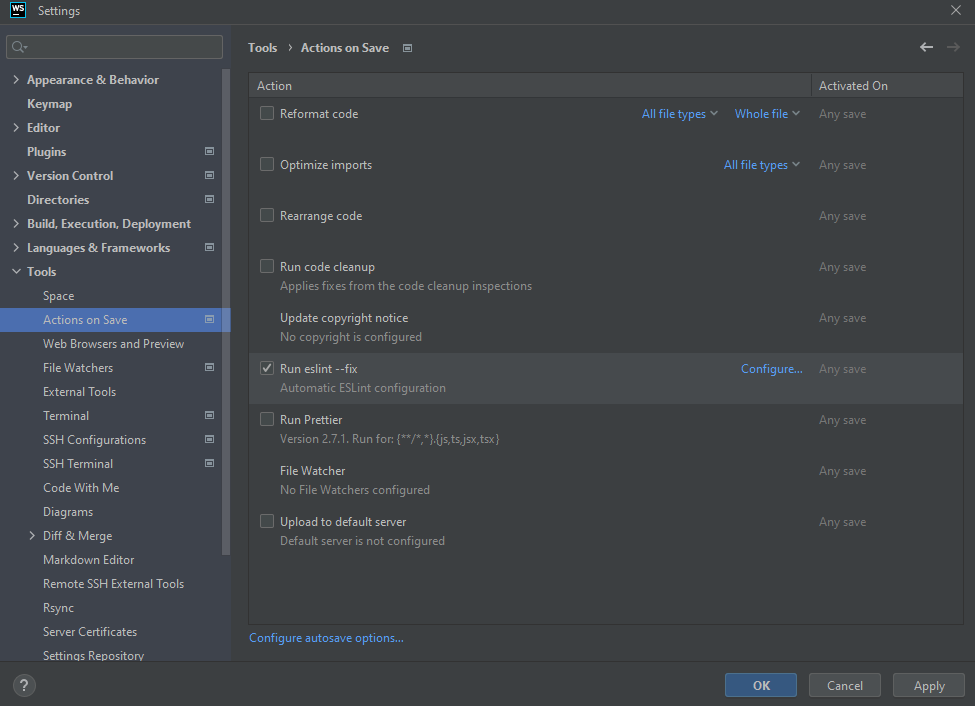 WS Settings
Tools › Actions on Save
Appearance & Behavior
Keymap
Editor
Plugins
Version Control
Directories
Build, Execution, Deployment
Languages & Frameworks
Tools
Space
Actions on Save
Web Browsers and Preview
File Watchers
External Tools
Terminal
SSH Configurations
SSH Terminal
Code With Me
Diagrams
Diff & Merge
Markdown Editor
Remote SSH External Tools
Rsync
Server Certificates
Settings Repository
Action Activated On
Reformat code All file types Whole file Any save
Optimize imports All file types Any save
Rearrange code Any save
Run code cleanup Any save
Applies fixes from the code cleanup inspections
Update copyright notice Any save
No copyright is configured
Run eslint --fix Configure... Any save
Automatic ESLint configuration
Run Prettier Any save
Version 2.7.1. Run for: {**/*,*}.{js,ts,jsx,tsx}
File Watcher Any save
No File Watchers configured
Upload to default server Any save
Default server is not configured
Configure autosave options...
? OK Cancel Apply